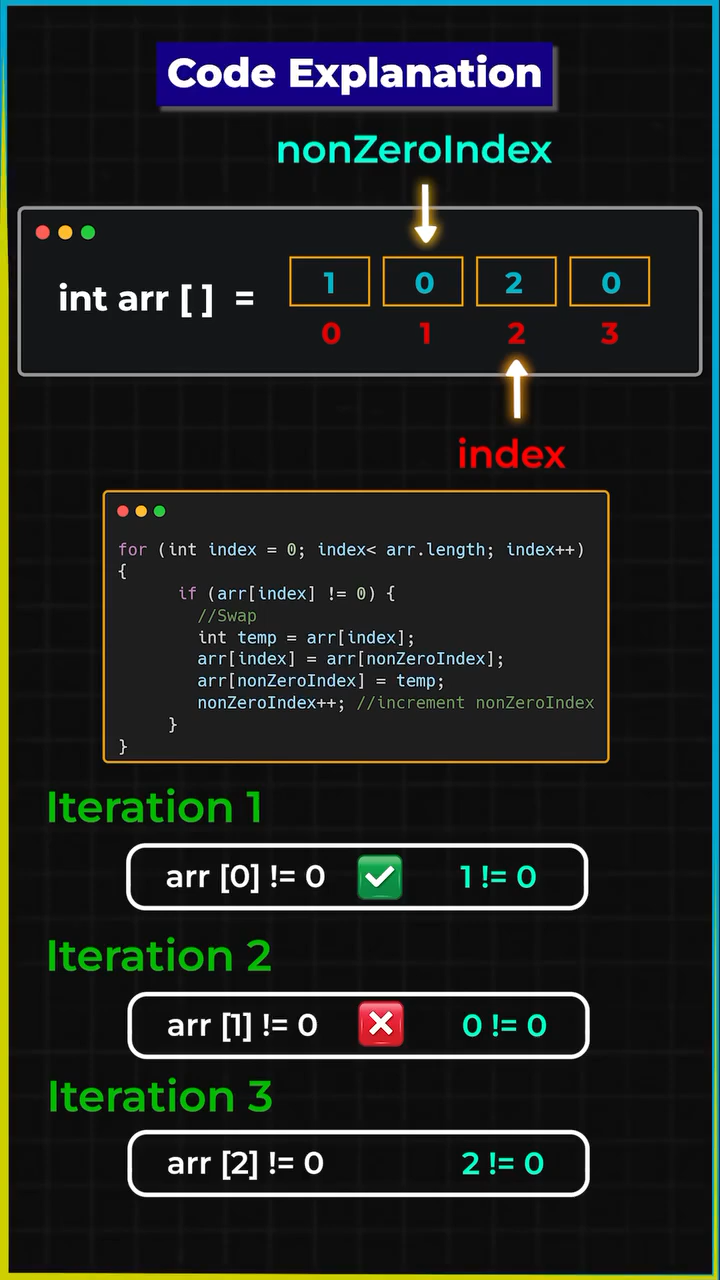 Code Explanation
nonZeroIndex
int arr [ ] = 1 0 2 0
0 1 2 3
index
for (int index = 0; index< arr.length; index++)
{
if (arr[index] != 0) {
//Swap
int temp = arr[index];
arr[index] = arr[nonZeroIndex];
arr[nonZeroIndex] = temp;
nonZeroIndex++; //increment nonZeroIndex
}
}
Iteration 1
arr [0] != 0 ✅ 1 != 0
Iteration 2
arr [1] != 0 ❌ 0 != 0
Iteration 3
arr [2] != 0 2 != 0